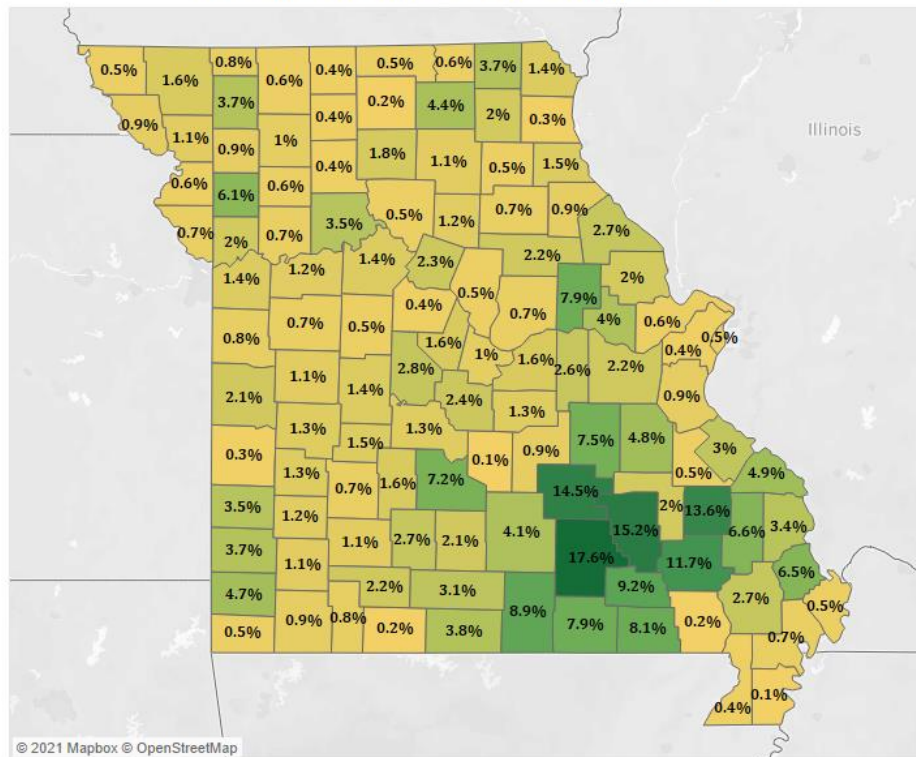 0.5% 1.6% 0.8% 0.6% 0.4% 0.5% 0.6% 3.7% 1.4%
0.9% 1.1% 3.7% 0.4% 0.2% 4.4% 2% 0.3%
Illinois
0.9% 1% 0.4% 1.8% 1.1% 0.5% 1.5%
0.6% 6.1% 0.6% 3.5% 0.5% 1.2% 0.7% 0.9% 2.7%
0.7% 2% 0.7% 2.2%
1.4% 1.2% 1.4% 2.3% 0.5% 7.9% 2%
0.8% 0.7% 0.5% 0.4% 0.7% 4% 0.6% 0.5%
1.6% 1% 1.6% 2.6% 2.2% 0.4%
2.1% 1.1% 1.4% 2.8% 2.4% 1.3% 0.9%
0.3% 1.3% 1.5% 1.3% 0.1% 0.9% 7.5% 4.8% 0.5% 3% 4.9%
3.5% 1.3% 0.7% 1.6% 7.2% 14.5% 2% 13.6%
1.2% 4.1% 15.2% 6.6% 3.4%
3.7% 1.1% 1.1% 2.7% 2.1% 17.6% 11.7% 6.5%
4.7% 2.2% 3.1% 9.2% 2.7% 0.5%
0.5% 0.9% 0.8% 0.2% 3.8% 8.9% 7.9% 8.1% 0.2% 0.7%
0.4% 0.1%
© 2021 Mapbox © OpenStreetMap